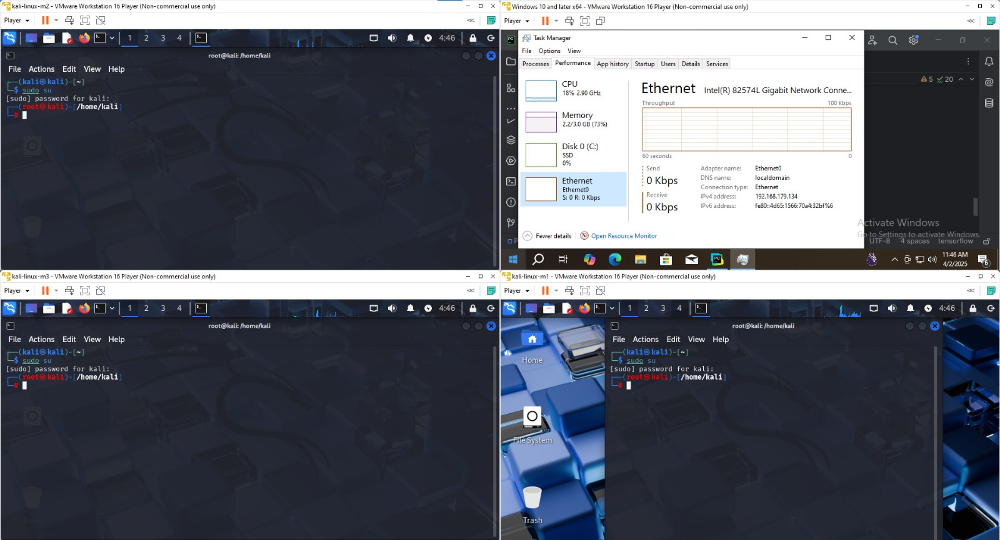 kali-linux-m2 - VMware Workstation 16 Player (Non-commercial use only)
Player
1 2 3 4 4:46
root@kali: /home/kali
File Actions Edit View Help
┌──(kali㉿kali)-[~]
└─$ sudo su
[sudo] password for kali:
┌──(root㉿kali)-[/home/kali]
└─#
Trash
Windows 10 and later x64 - VMware Workstation 16 Player (Non-commercial use only)
Player
Task Manager
File Options View
Processes Performance App history Startup Users Details Services
CPU
18% 2.90 GHz
Memory
2.2/3.0 GB (73%)
Disk 0 (C:)
SSD
0%
Ethernet
Ethernet0
S: 0 R: 0 Kbps
Ethernet Intel(R) 82574L Gigabit Network Conne...
Throughput 100 Kbps
60 seconds 0
Send
0 Kbps
Receive
0 Kbps
Adapter name: Ethernet0
DNS name: localdomain
Connection type: Ethernet
IPv4 address: 192.168.179.134
IPv6 address: fe80::4d65:1566:70a4:32bf%6
Fewer details Open Resource Monitor
5 20
Activate Windows
Go to Settings to activate Windows.
P UTF-8 4 spaces tensorflow
11:46 AM
4/2/2025
6
kali-linux-m3 - VMware Workstation 16 Player (Non-commercial use only)
Player
1 2 3 4 4:46
root@kali: /home/kali
File Actions Edit View Help
┌──(kali㉿kali)-[~]
└─$ sudo su
[sudo] password for kali:
┌──(root㉿kali)-[/home/kali]
└─#
File System
Trash
kali-linux-m1 - VMware Workstation 16 Player (Non-commercial use only)
Player
1 2 3 4 4:46
Home
File System
Trash
root@kali: /home/kali
File Actions Edit View Help
┌──(kali㉿kali)-[~]
└─$ sudo su
[sudo] password for kali:
┌──(root㉿kali)-[/home/kali]
└─#